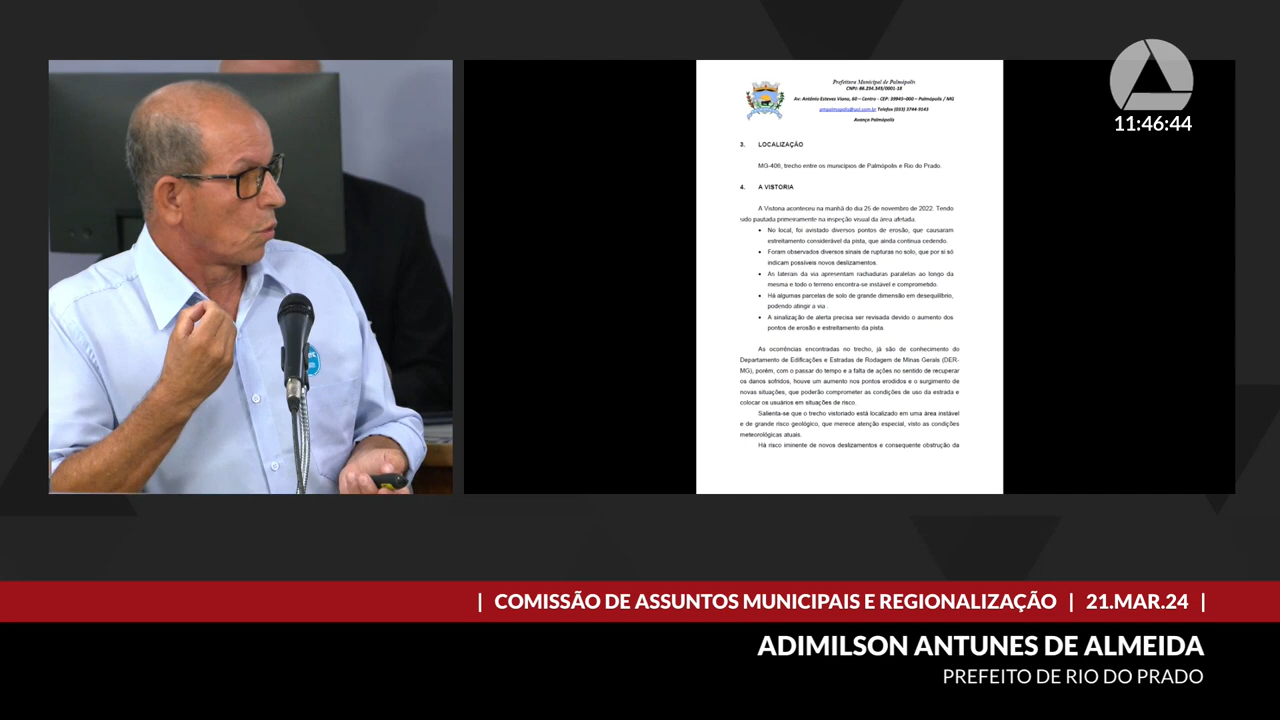 11:46:44
Prefeitura Municipal de Palmópolis
CNPJ: 66.234.345/0001-18
Av: Antônio Esteves Viana, 60 – Centro - CEP: 39945–000 – Palmópolis / MG
pmpalmopolis@uol.com.br Telefax (033) 3744-9143
Avança Palmópolis
3. LOCALIZAÇÃO
MG-406, trecho entre os municípios de Palmópolis e Rio do Prado.
4. A VISTORIA
A Vistoria aconteceu na manhã do dia 25 de novembro de 2022. Tendo
sido pautada primeiramente na inspeção visual da área afetada.
• No local, foi avistado diversos pontos de erosão, que causaram
estreitamento considerável da pista, que ainda continua cedendo.
• Foram observados diversos sinais de rupturas no solo, que por si só
indicam possíveis novos deslizamentos.
• As laterais da via apresentam rachaduras paralelas ao longo da
mesma e todo o terreno encontra-se instável e comprometido.
• Há algumas parcelas de solo de grande dimensão em desequilíbrio,
podendo atingir a via .
• A sinalização de alerta precisa ser revisada devido o aumento dos
pontos de erosão e estreitamento da pista.
As ocorrências encontradas no trecho, já são de conhecimento do
Departamento de Edificações e Estradas de Rodagem de Minas Gerais (DER-
MG), porém, com o passar do tempo e a falta de ações no sentido de recuperar
os danos sofridos, houve um aumento nos pontos erodidos e o surgimento de
novas situações, que poderão comprometer as condições de uso da estrada e
colocar os usuários em situações de risco.
Salienta-se que o trecho vistoriado está localizado em uma área instável
e de grande risco geológico, que merece atenção especial, visto as condições
meteorológicas atuais.
Há risco iminente de novos deslizamentos e consequente obstrução da
| COMISSÃO DE ASSUNTOS MUNICIPAIS E REGIONALIZAÇÃO | 21.MAR.24 |
ADIMILSON ANTUNES DE ALMEIDA
PREFEITO DE RIO DO PRADO